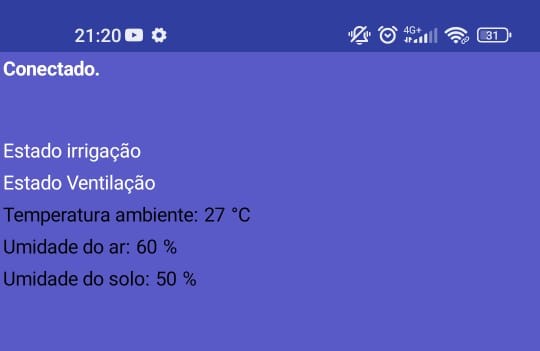 21:20 4G+ 31
Conectado.
Estado irrigação
Estado Ventilação
Temperatura ambiente: 27 °C
Umidade do ar: 60 %
Umidade do solo: 50 %